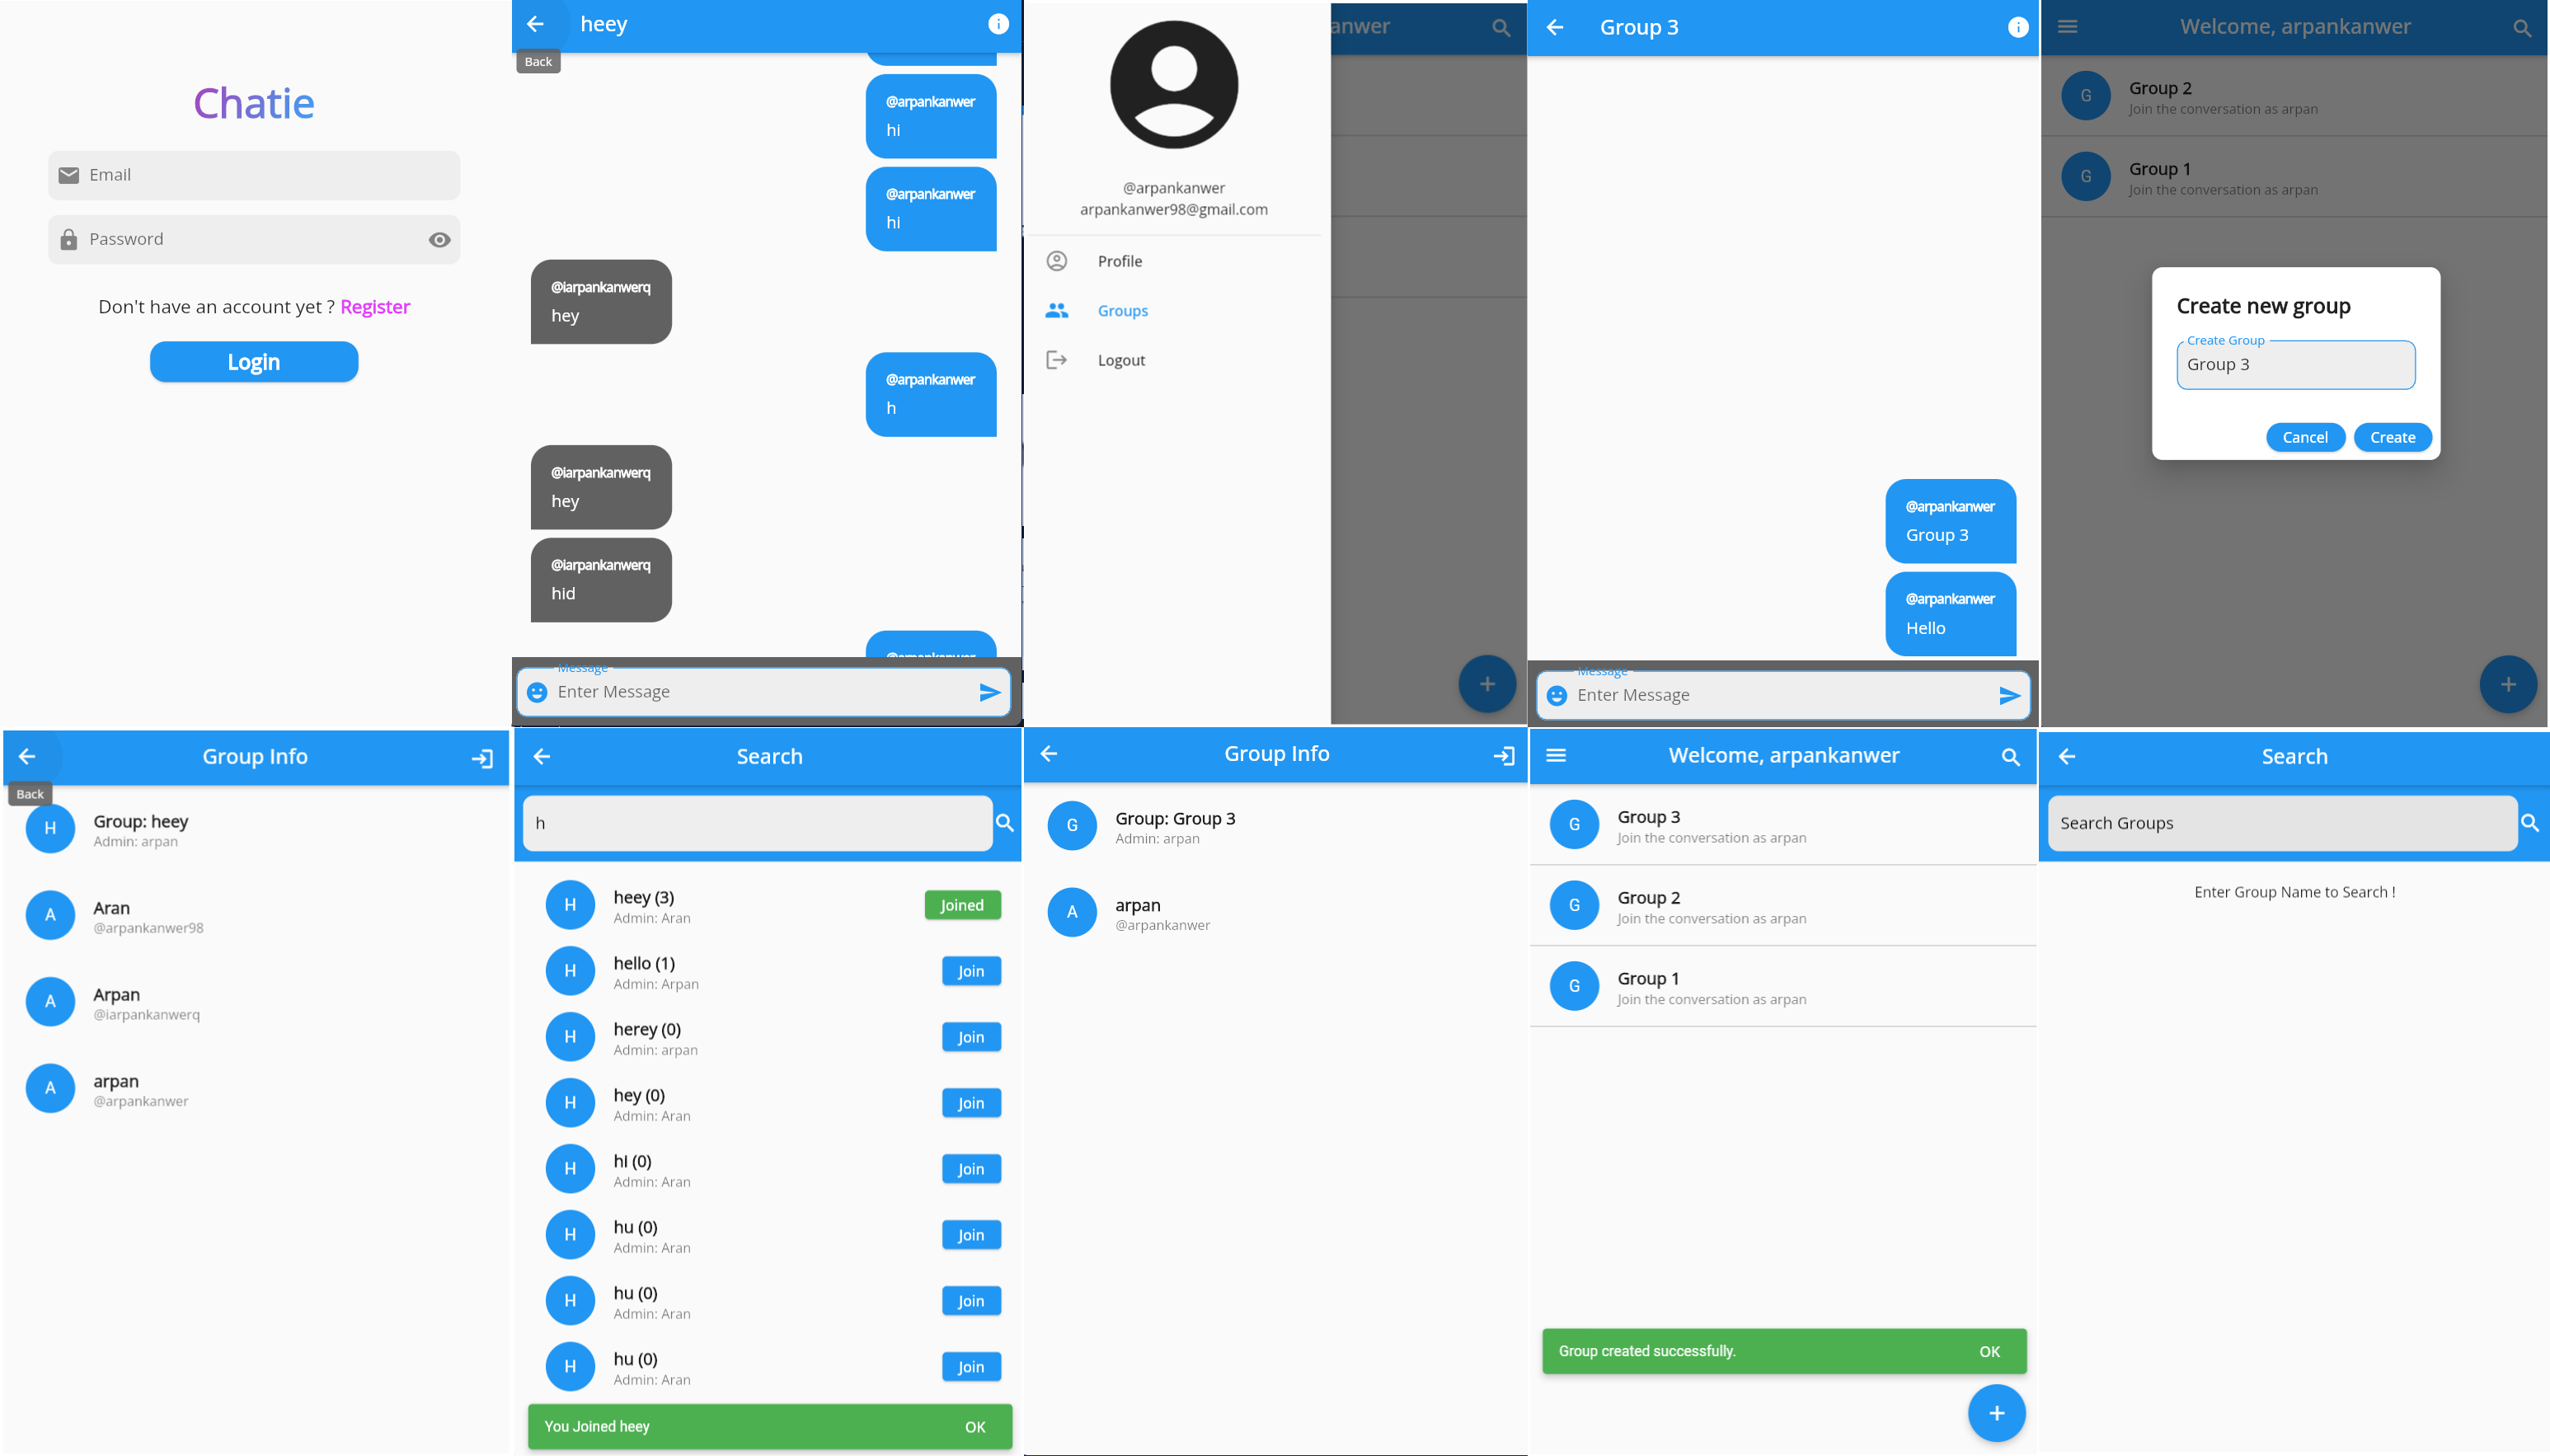 Chatie
Email
Password
Don't have an account yet ? Register
Login
heey
Back
@arpankanwer
hi
@arpankanwer
hi
@iarpankanwerq
hey
@arpankanwer
h
@iarpankanwerq
hey
@iarpankanwerq
hid
@arpankanwer
Message
Enter Message
anwer
@arpankanwer
arpankanwer98@gmail.com
Profile
Groups
Logout
+
Group 3
@arpankanwer
Group 3
@arpankanwer
Hello
Message
Enter Message
Welcome, arpankanwer
G
Group 2
Join the conversation as arpan
G
Group 1
Join the conversation as arpan
Create new group
Create Group
Group 3
Cancel
Create
+
Group Info
Back
H
Group: heey
Admin: arpan
A
Aran
@arpankanwer98
A
Arpan
@iarpankanwerq
A
arpan
@arpankanwer
Search
h
H
heey (3)
Admin: Aran
Joined
H
hello (1)
Admin: Arpan
Join
H
herey (0)
Admin: arpan
Join
H
hey (0)
Admin: Aran
Join
H
hi (0)
Admin: Aran
Join
H
hu (0)
Admin: Aran
Join
H
hu (0)
Admin: Aran
Join
H
hu (0)
Admin: Aran
Join
You Joined heey
OK
Group Info
G
Group: Group 3
Admin: arpan
A
arpan
@arpankanwer
Welcome, arpankanwer
G
Group 3
Join the conversation as arpan
G
Group 2
Join the conversation as arpan
G
Group 1
Join the conversation as arpan
Group created successfully.
OK
+
Search
Search Groups
Enter Group Name to Search !